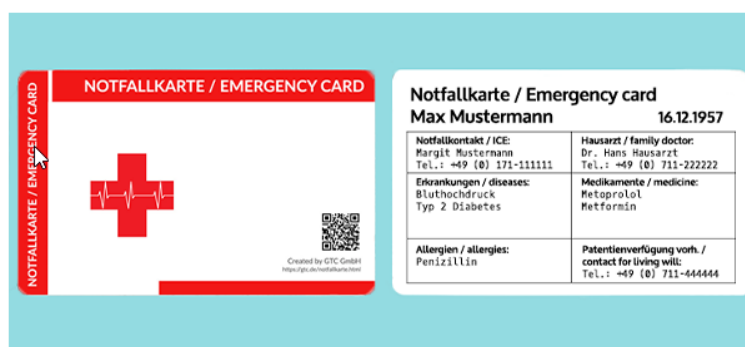 NOTFALLKARTE / EMERGENCY CARD
NOTFALLKARTE / EMERGENCY CARD
Created by GTC GmbH
https://gtc.de/notfallkarte.html
Notfallkarte / Emergency card
Max Mustermann 16.12.1957
Notfallkontakt / ICE:
Margit Mustermann
Tel.: +49 (0) 171-111111
Hausarzt / family doctor:
Dr. Hans Hausarzt
Tel.: +49 (0) 711-222222
Erkrankungen / diseases:
Bluthochdruck
Typ 2 Diabetes
Medikamente / medicine:
Metoprolol
Metformin
Allergien / allergies:
Penizillin
Patientenverfügung vorh. /
contact for living will:
Tel.: +49 (0) 711-444444